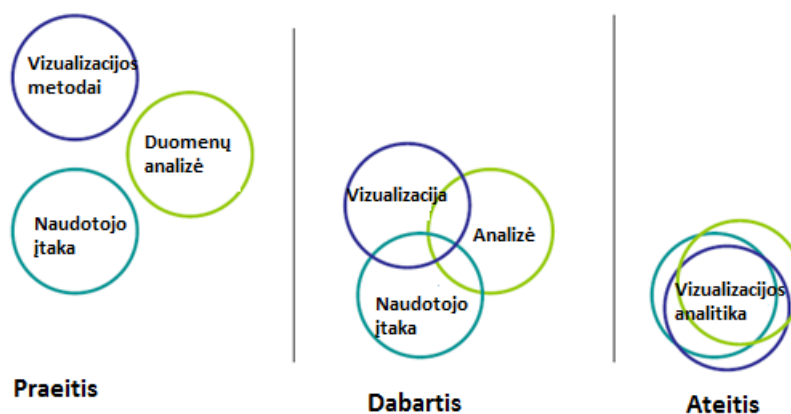 Vizualizacijos
metodai
Duomenų
analizė
Naudotojo
įtaka
Praeitis
Vizualizacija
Analizė
Naudotojo
įtaka
Dabartis
Vizualizacijos
analitika
Ateitis